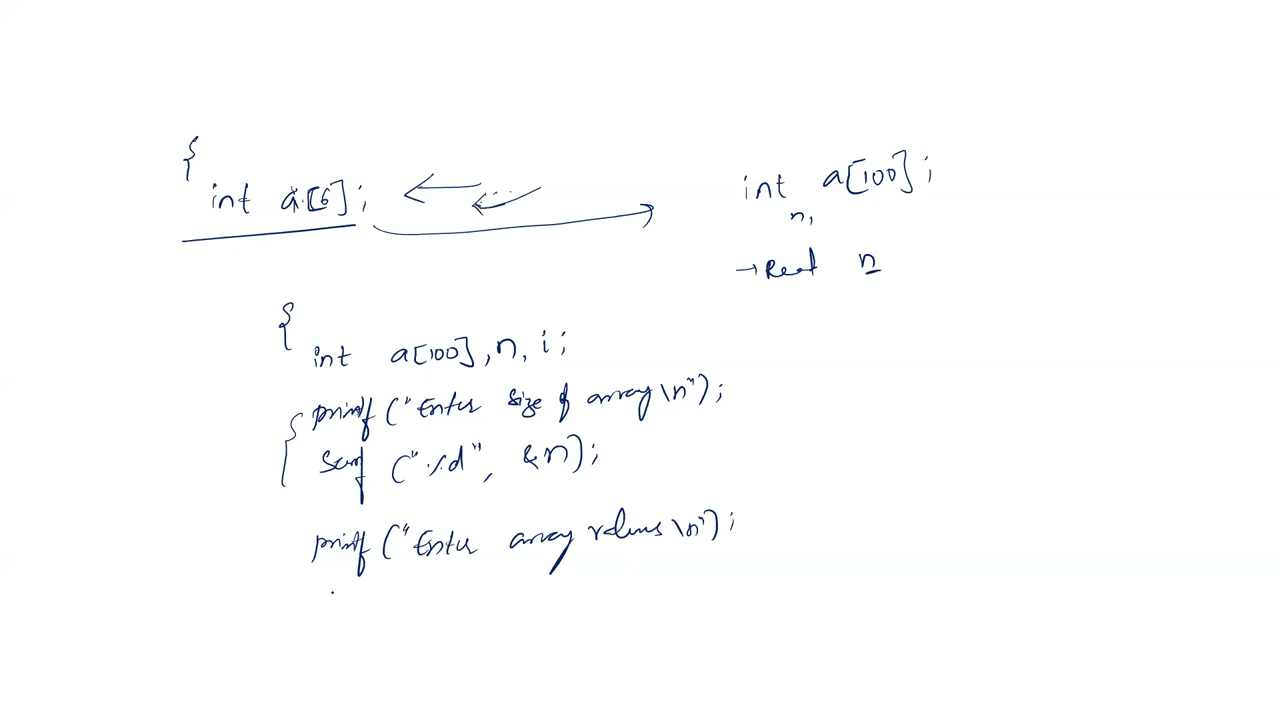 {
int a[6];
int a[100];
n,
→ Read n
{
int a[100], n, i;
printf ("Enter size of array \n");
scanf ("%d", &n);
printf ("Enter array values \n");